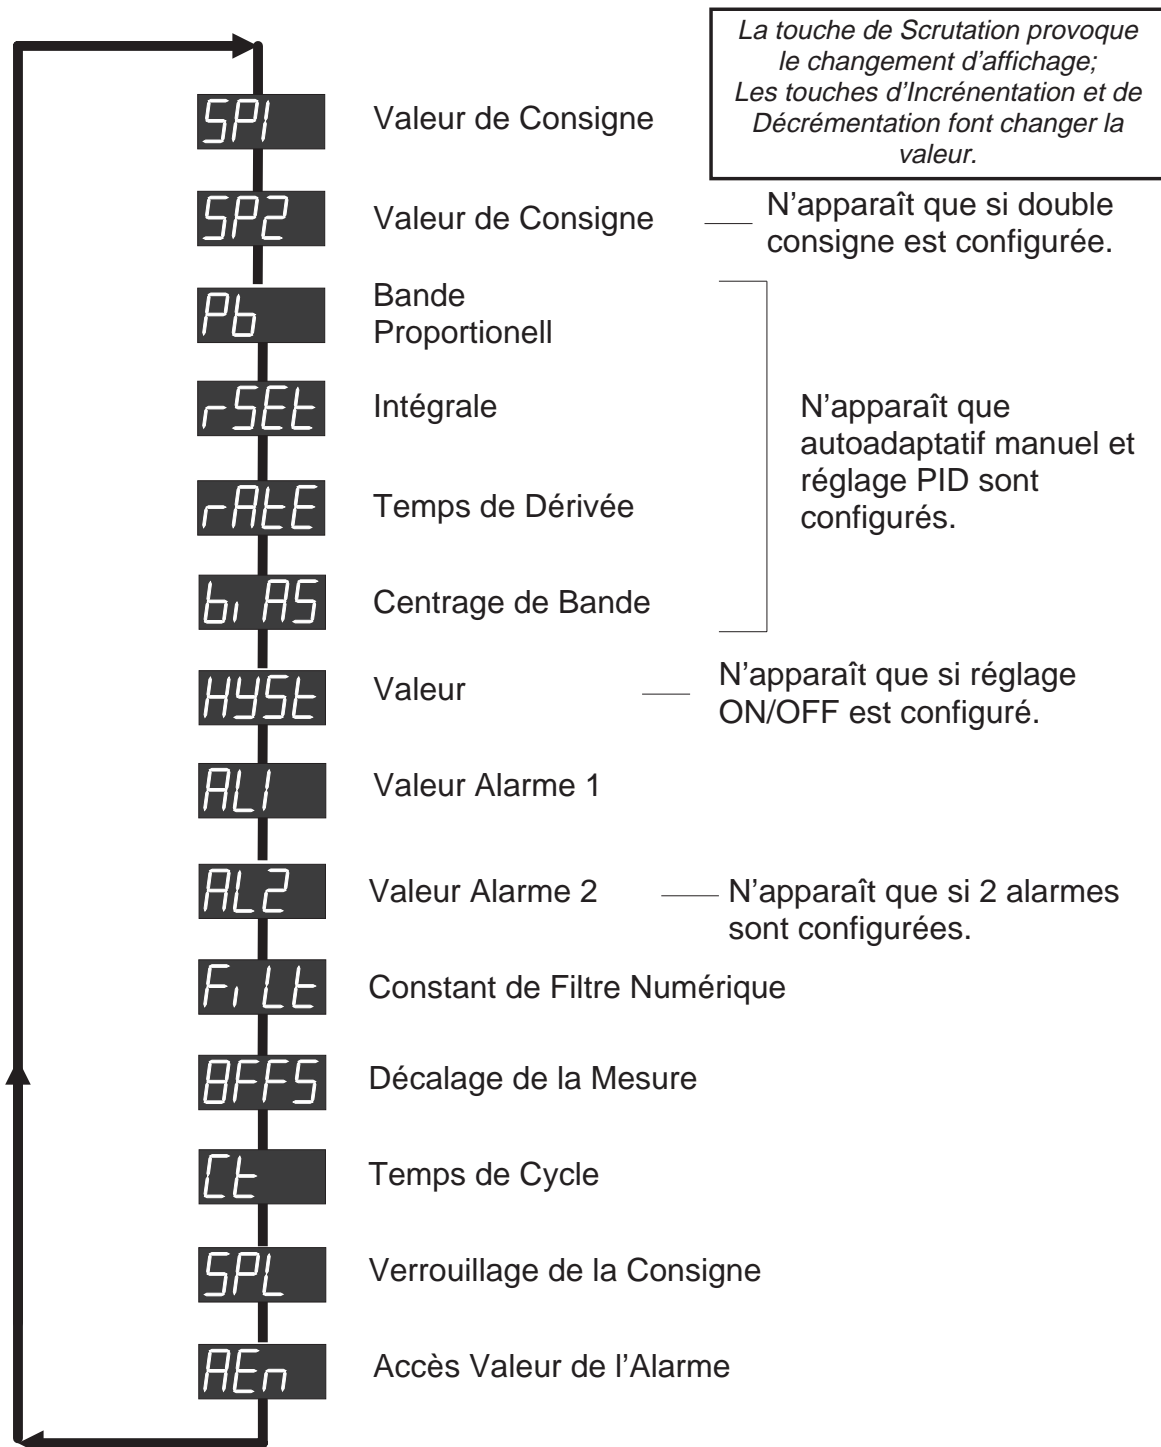 La touche de Scrutation provoque
le changement d'affichage;
Les touches d'Incrénentation et de
Décrémentation font changer la
valeur.
SP1
Valeur de Consigne
SP2
Valeur de Consigne
N'apparaît que si double
consigne est configurée.
Pb
Bande
Proportionell
rSEt
Intégrale
N'apparaît que
autoadaptatif manuel et
réglage PID sont
configurés.
rAtE
Temps de Dérivée
biAS
Centrage de Bande
HYSt
Valeur
N'apparaît que si réglage
ON/OFF est configuré.
AL1
Valeur Alarme 1
AL2
Valeur Alarme 2
N'apparaît que si 2 alarmes
sont configurées.
FiLt
Constant de Filtre Numérique
0FFS
Décalage de la Mesure
Ct
Temps de Cycle
SPL
Verrouillage de la Consigne
AEn
Accès Valeur de l'Alarme